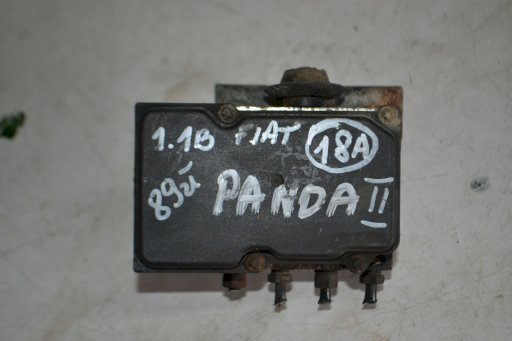 1.1B FIAT 18A
89zł
PANDA II